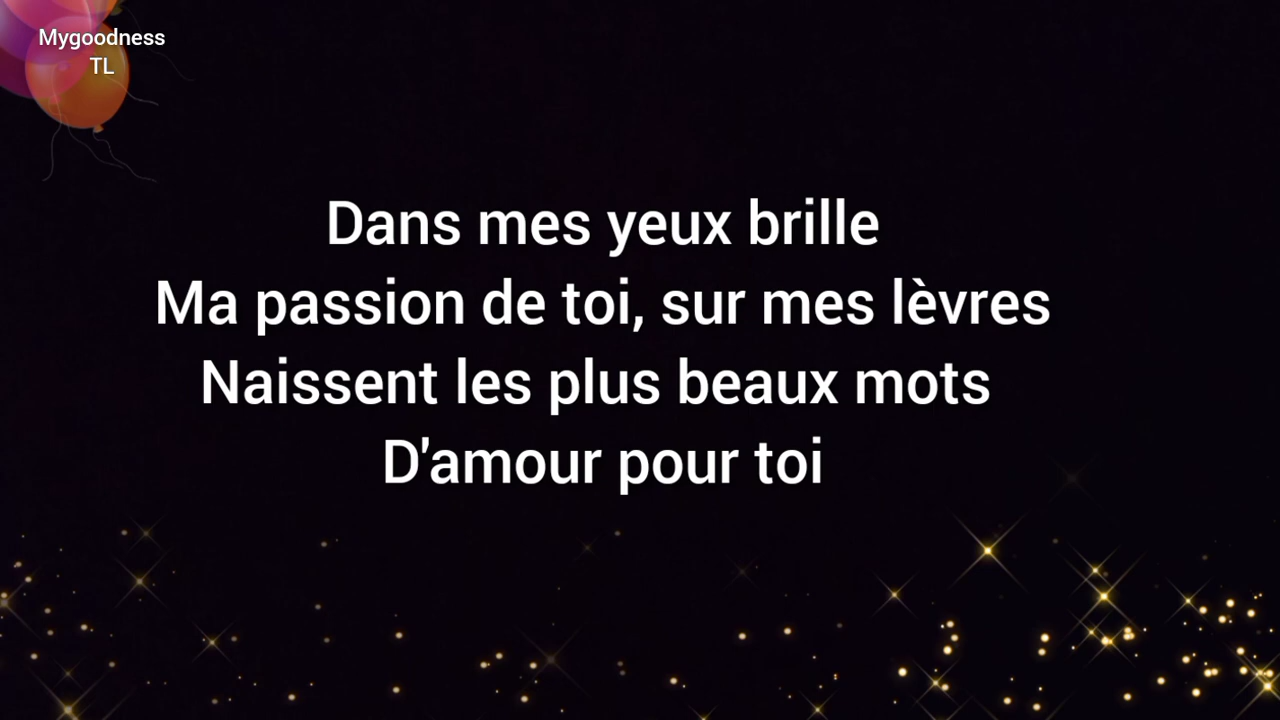 Mygoodness
TL
Dans mes yeux brille
Ma passion de toi, sur mes lèvres
Naissent les plus beaux mots
D'amour pour toi